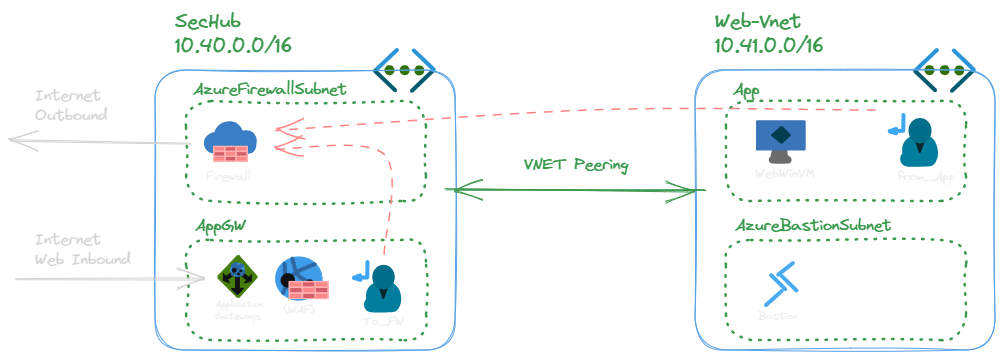 SecHub
10.40.0.0/16
Web-Vnet
10.41.0.0/16
Internet
Outbound
AzureFirewallSubnet
Firewall
VNET Peering
App
WebWinVM
from_App
Internet
Web Inbound
AppGW
Application
Gateways
(WAF)
To_FW
AzureBastionSubnet
Bastion